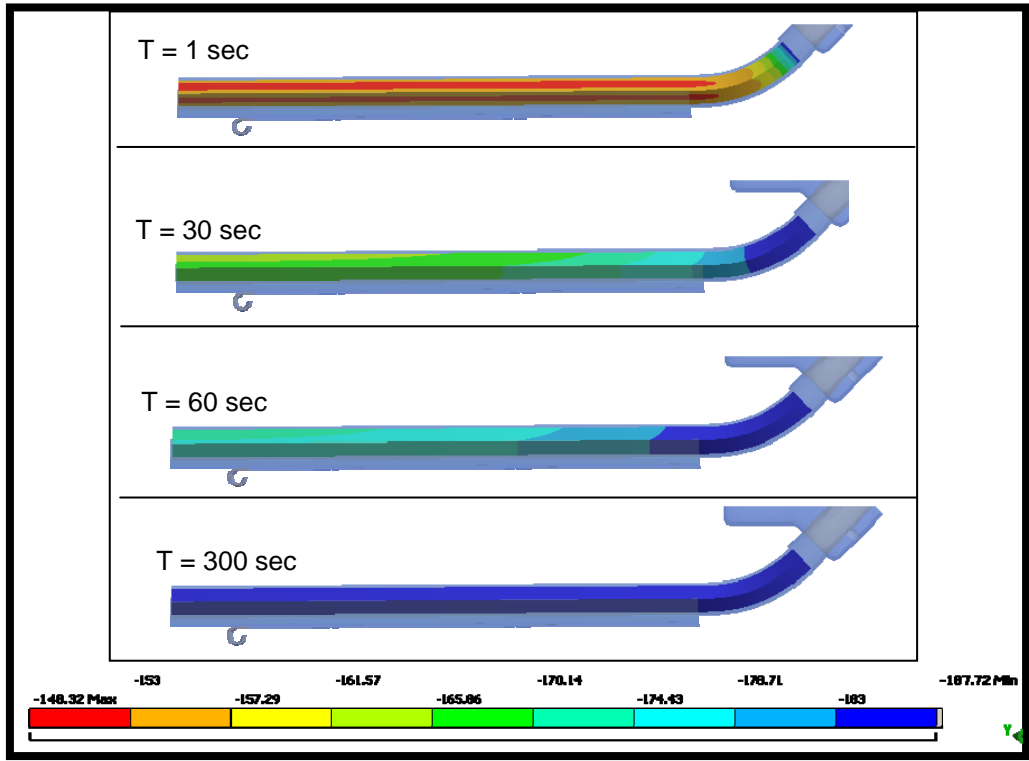 T = 1 sec
T = 30 sec
T = 60 sec
T = 300 sec
-153 -161.57 -170.14 -178.71 -187.72 Min
-148.32 Max -157.29 -165.86 -174.43 -183
Y